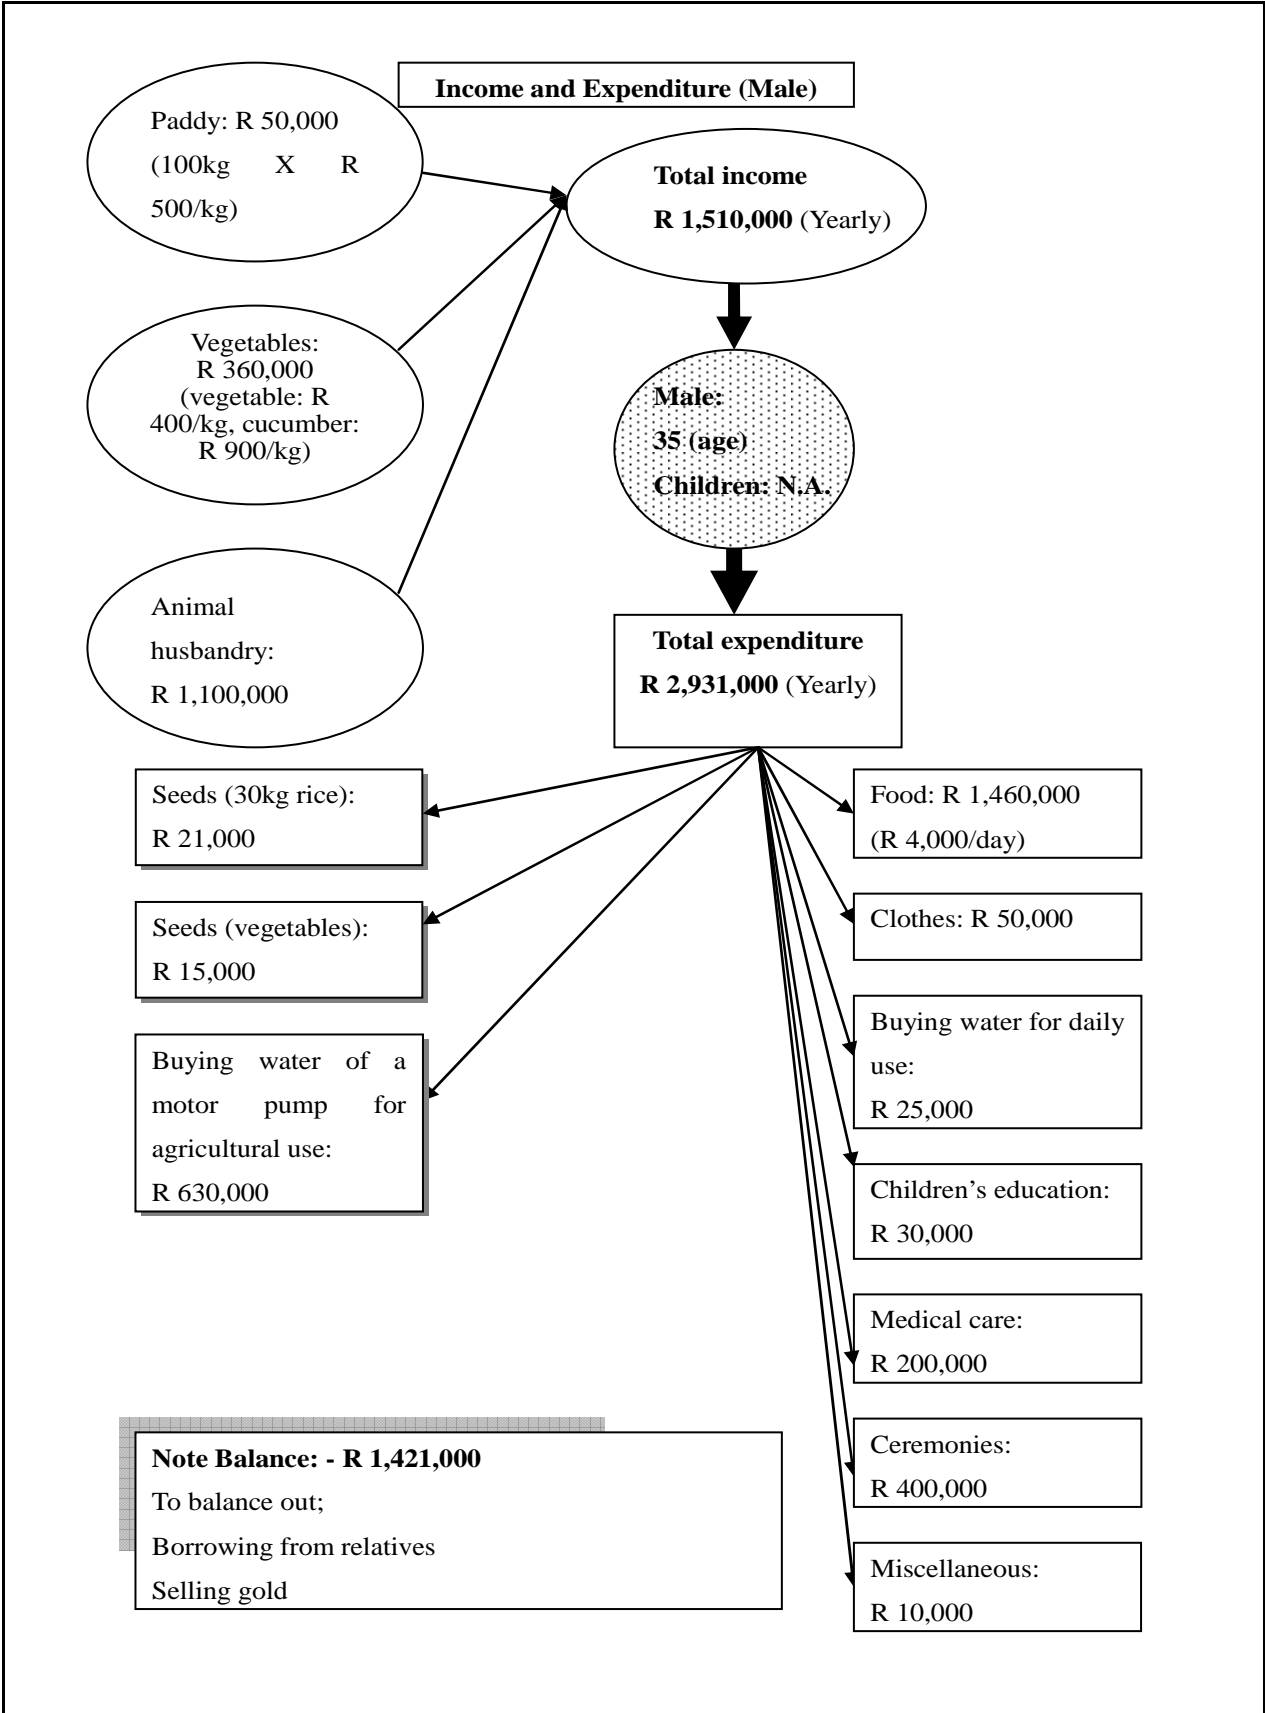 Income and Expenditure (Male)
Paddy: R 50,000
(100kg X R
500/kg)
Total income
R 1,510,000 (Yearly)
Vegetables:
R 360,000
(vegetable: R
400/kg, cucumber:
R 900/kg)
Male:
35 (age)
Children: N.A.
Animal
husbandry:
R 1,100,000
Total expenditure
R 2,931,000 (Yearly)
Seeds (30kg rice):
R 21,000
Seeds (vegetables):
R 15,000
Buying water of a
motor pump for
agricultural use:
R 630,000
Food: R 1,460,000
(R 4,000/day)
Clothes: R 50,000
Buying water for daily
use:
R 25,000
Children’s education:
R 30,000
Medical care:
R 200,000
Ceremonies:
R 400,000
Miscellaneous:
R 10,000
Note Balance: - R 1,421,000
To balance out;
Borrowing from relatives
Selling gold